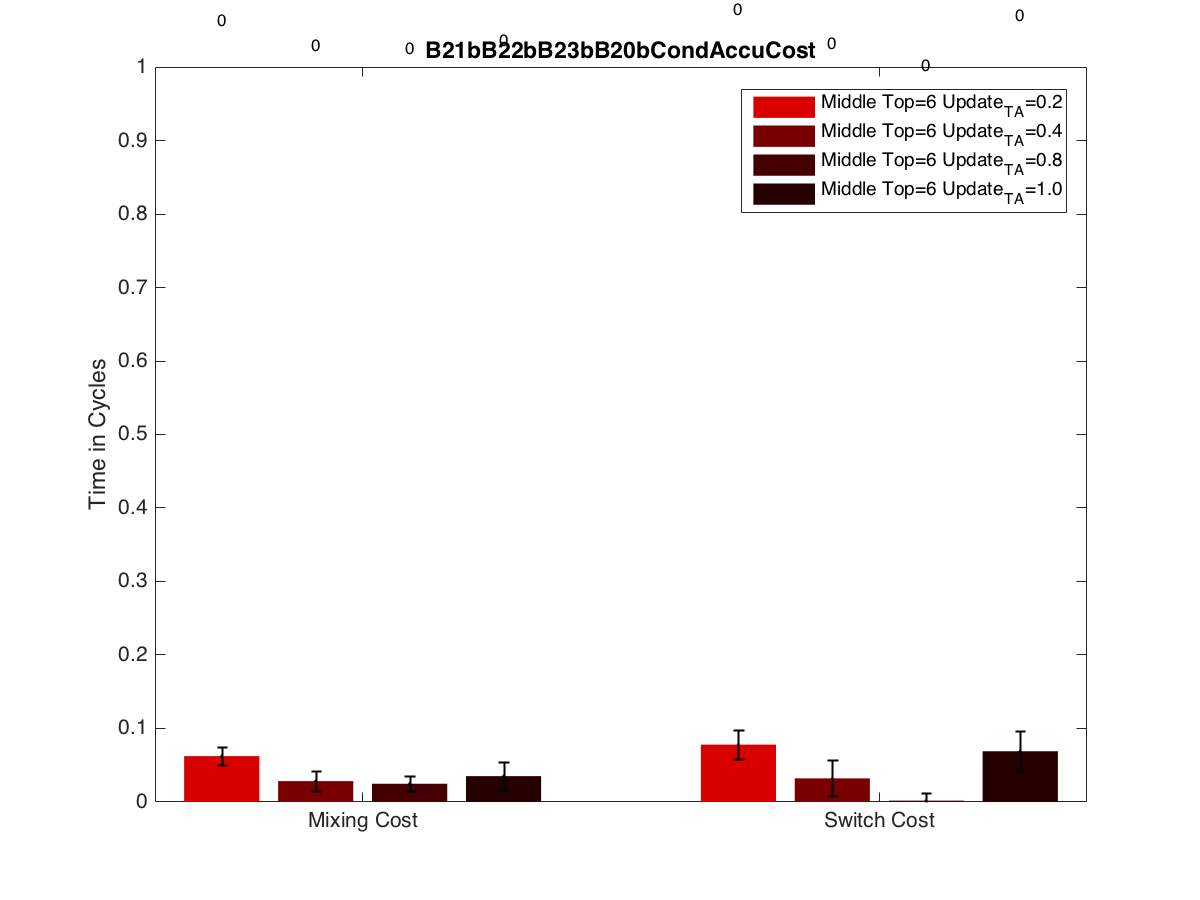 0 0 0 0 0 0 0 0
B21bB22bB23bB20bCondAccuCost
Middle Top=6 Update_TA=0.2
Middle Top=6 Update_TA=0.4
Middle Top=6 Update_TA=0.8
Middle Top=6 Update_TA=1.0
Time in Cycles
1
0.9
0.8
0.7
0.6
0.5
0.4
0.3
0.2
0.1
0
Mixing Cost Switch Cost